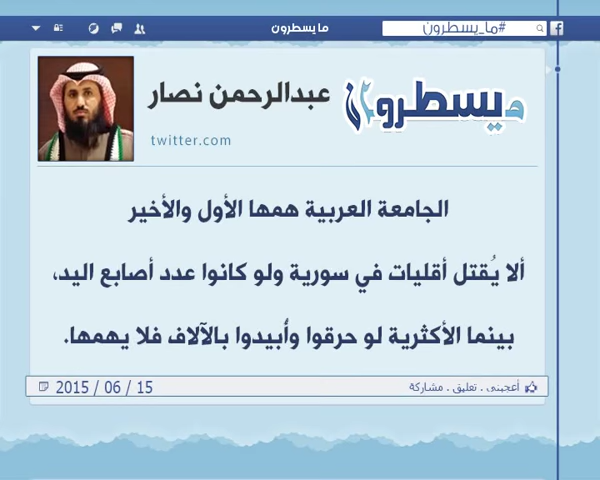 ما يسطرون
#ما_يسطرون
عبدالرحمن نصار
ما يسطرون
twitter.com
الجامعة العربية همها الأول والأخير
ألا يُقتل أقليات في سورية ولو كانوا عدد أصابع اليد،
بينما الأكثرية لو حرقوا وأُبيدوا بالآلاف فلا يهمها.
أعجبني . تعليق . مشاركة
15 / 06 / 2015